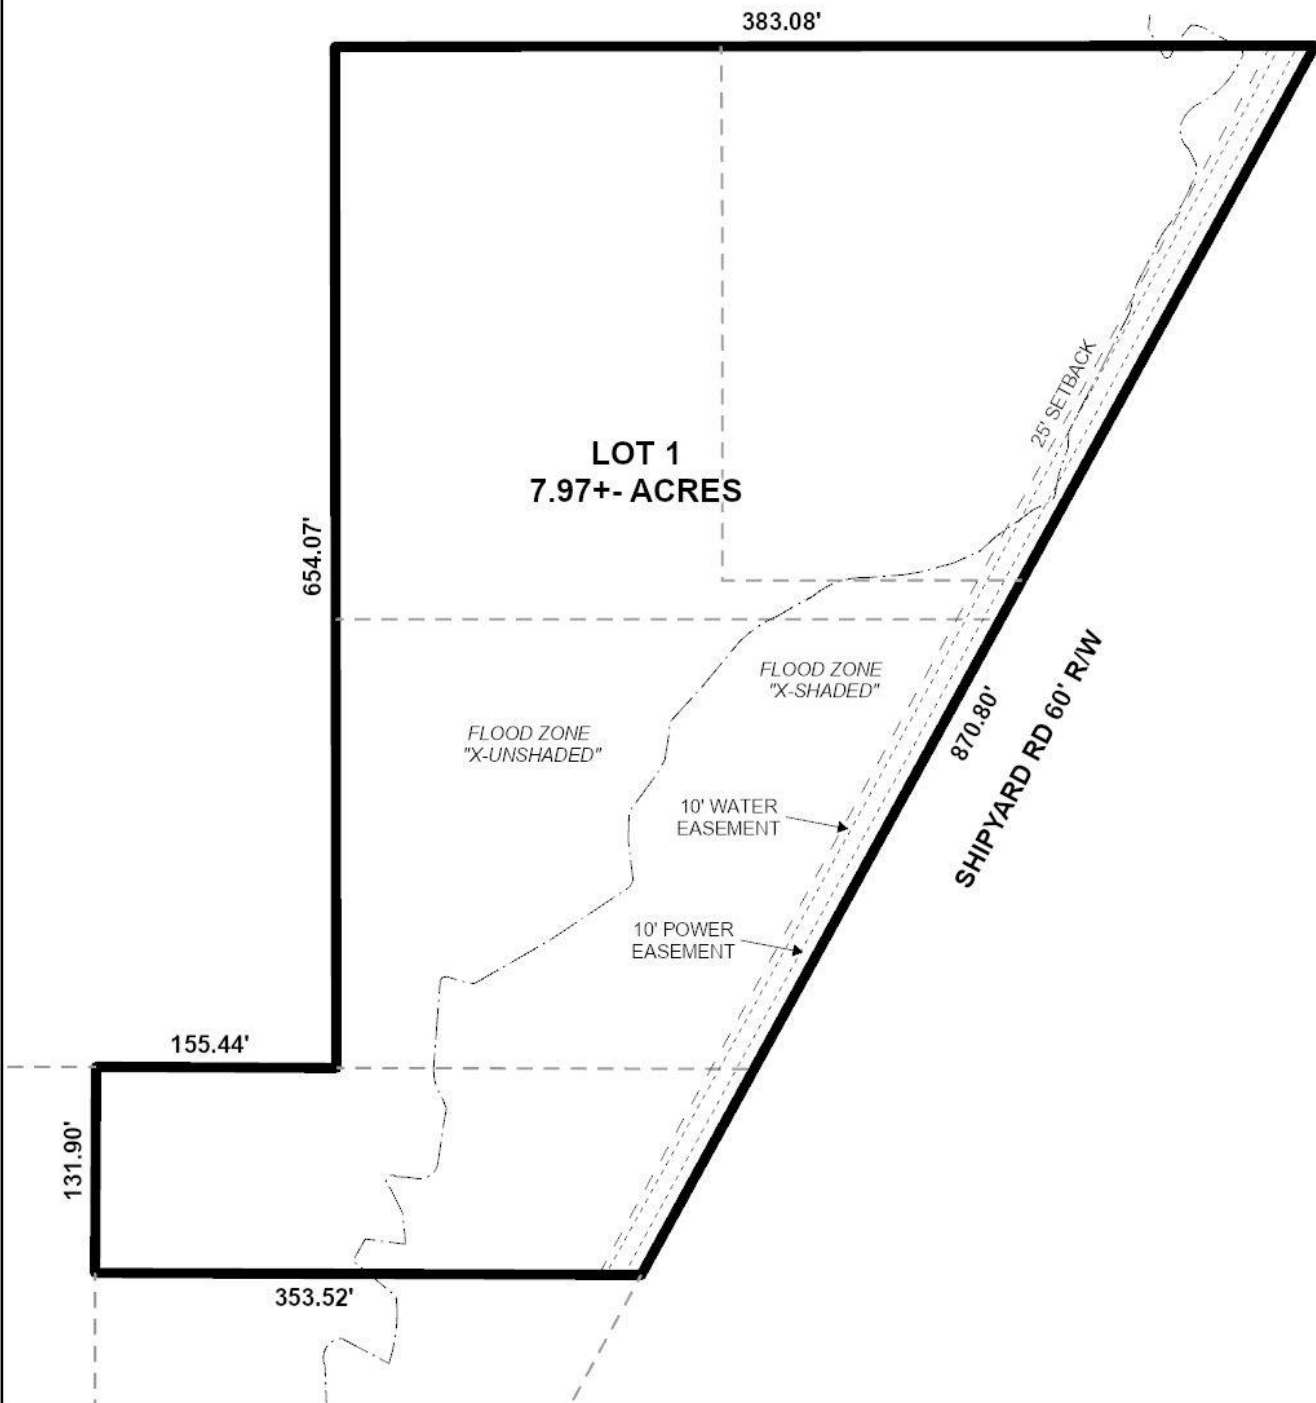 383.08'
25' SETBACK
LOT 1
7.97+- ACRES
654.07'
FLOOD ZONE
"X-SHADED"
FLOOD ZONE
"X-UNSHADED"
870.80'
SHIPYARD RD 60' R/W
10' WATER
EASEMENT
10' POWER
EASEMENT
155.44'
131.90'
353.52'